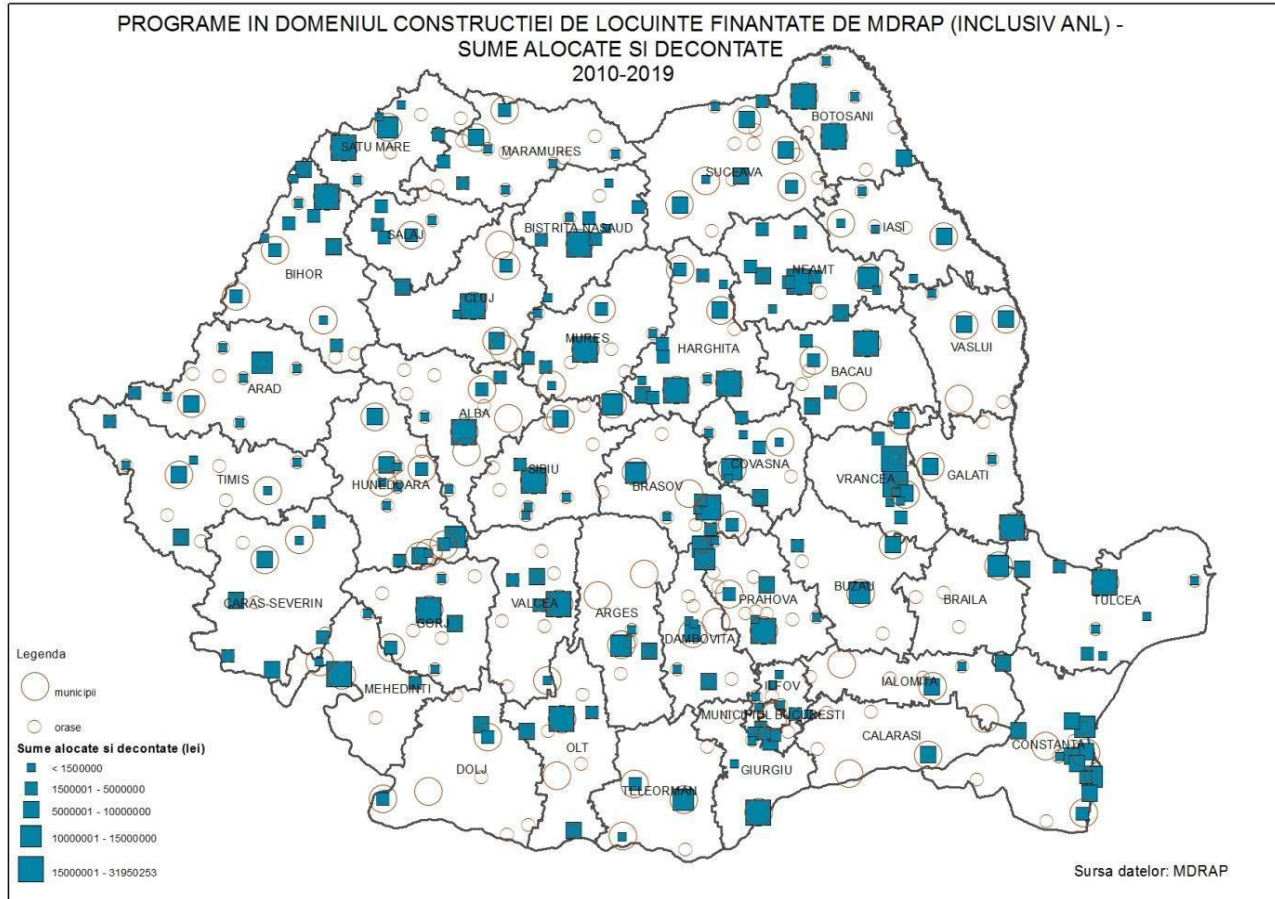 PROGRAME IN DOMENIUL CONSTRUCTIEI DE LOCUINTE FINANTATE DE MDRAP (INCLUSIV ANL) -
SUME ALOCATE SI DECONTATE
2010-2019
BOTOSANI
SATU MARE
MARAMURES
SUCEAVA
IASI
SALAJ
BISTRITA-NASAUD
BIHOR
NEAMT
CLUJ
MURES
HARGHITA
VASLUI
BACAU
ARAD
ALBA
TIMIS
HUNEDOARA
SIBIU
BRASOV
COVASNA
VRANCEA
GALATI
CARAS-SEVERIN
GORJ
VALCEA
ARGES
DAMBOVITA
PRAHOVA
BUZAU
BRAILA
TULCEA
MEHEDINTI
ILFOV
IALOMITA
MUNICIPIUL BUCURESTI
CALARASI
CONSTANTA
DOLJ
OLT
GIURGIU
TELEORMAN
Legenda
municipii
orase
Sume alocate si decontate (lei)
< 1500000
1500001 - 5000000
5000001 - 10000000
10000001 - 15000000
15000001 - 31950253
Sursa datelor: MDRAP